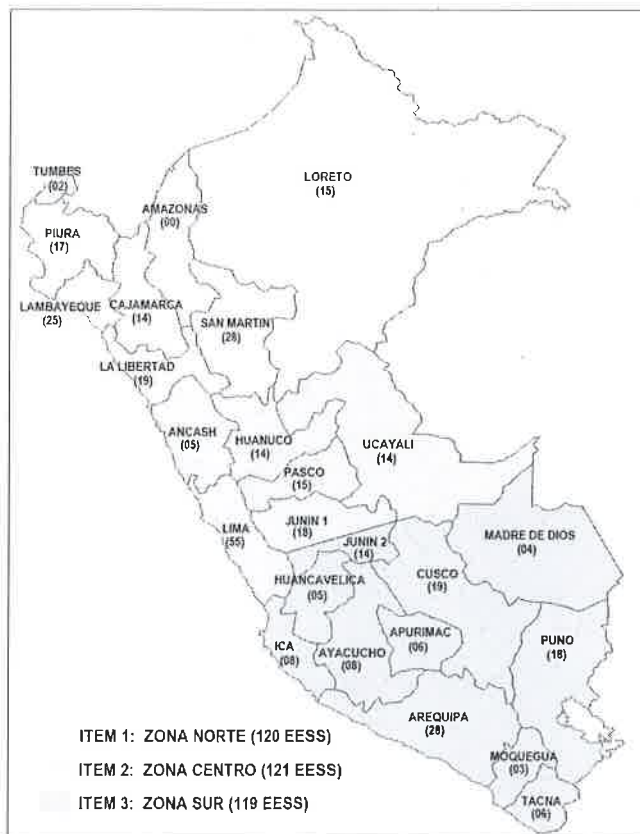 LORETO
(15)
TUMBES
(02)
AMAZONAS
(00)
PIURA
(17)
LAMBAYEQUE
(25)
CAJAMARCA
(14)
SAN MARTIN
(28)
LA LIBERTAD
(19)
ANCASH
(05)
HUANUCO
(14)
UCAYALI
(14)
PASCO
(15)
LIMA
(55)
JUNIN 1
(18)
JUNIN 2
(14)
MADRE DE DIOS
(04)
HUANCAVELICA
(05)
CUSCO
(19)
ICA
(08)
AYACUCHO
(08)
APURIMAC
(06)
PUNO
(18)
AREQUIPA
(28)
MOQUEGUA
(03)
TACNA
(06)
ITEM 1: ZONA NORTE (120 EESS)
ITEM 2: ZONA CENTRO (121 EESS)
ITEM 3: ZONA SUR (119 EESS)